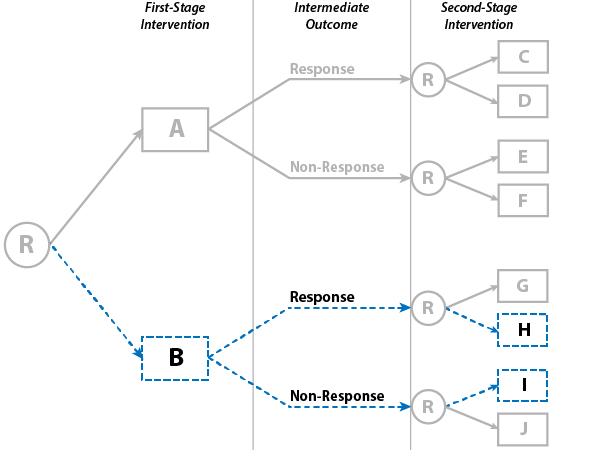 First-Stage
Intervention
Intermediate
Outcome
Second-Stage
Intervention
Response
R
C
D
A
Non-Response
R
E
F
R
Response
R
G
H
B
Non-Response
R
I
J